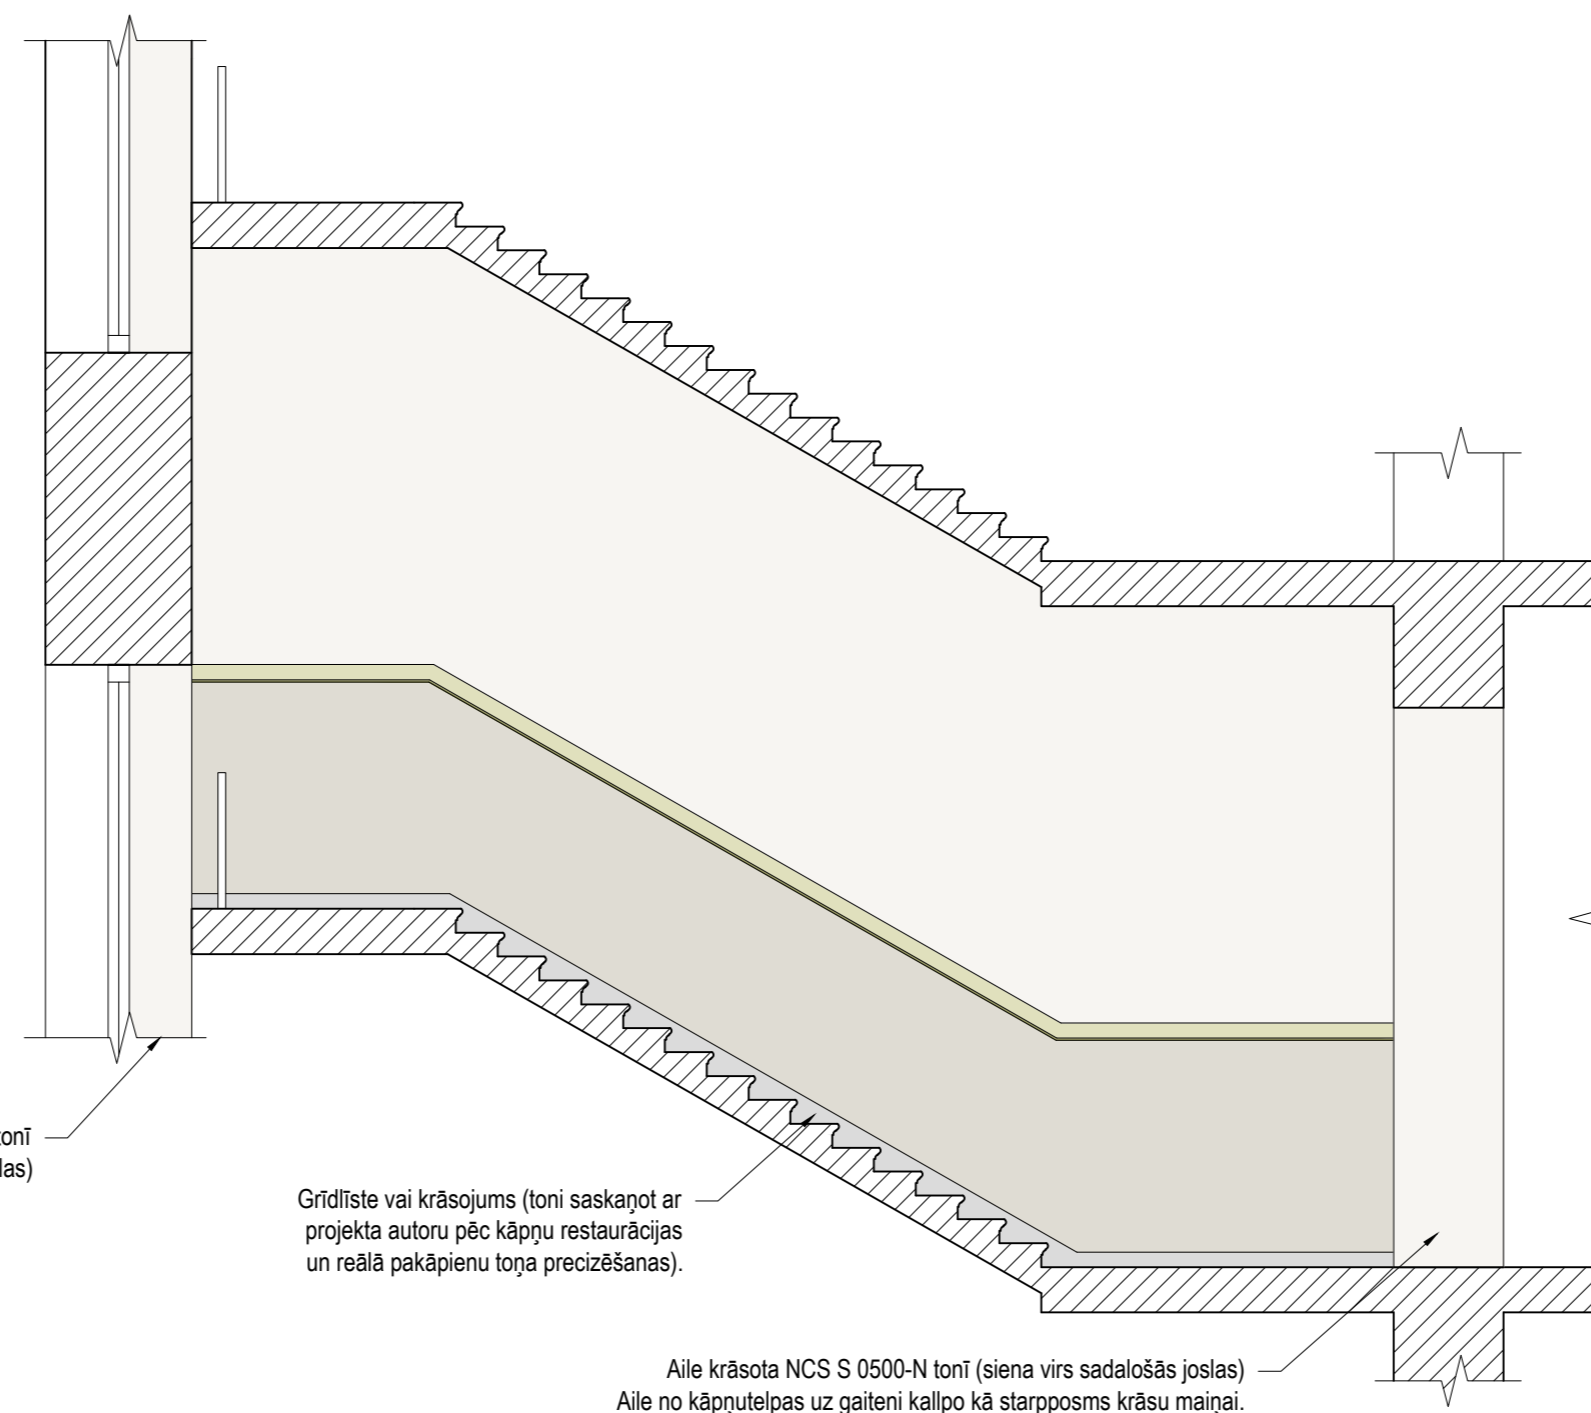 tonī
las)
Grīdlīste vai krāsojums (toni saskaņot ar
projekta autoru pēc kāpņu restaurācijas
un reālā pakāpienu toņa precizēšanas).
Aile krāsota NCS S 0500-N tonī (siena virs sadalošās joslas)
Aile no kāpņutelpas uz gaiteni kallpo kā starpposms krāsu maiņai.